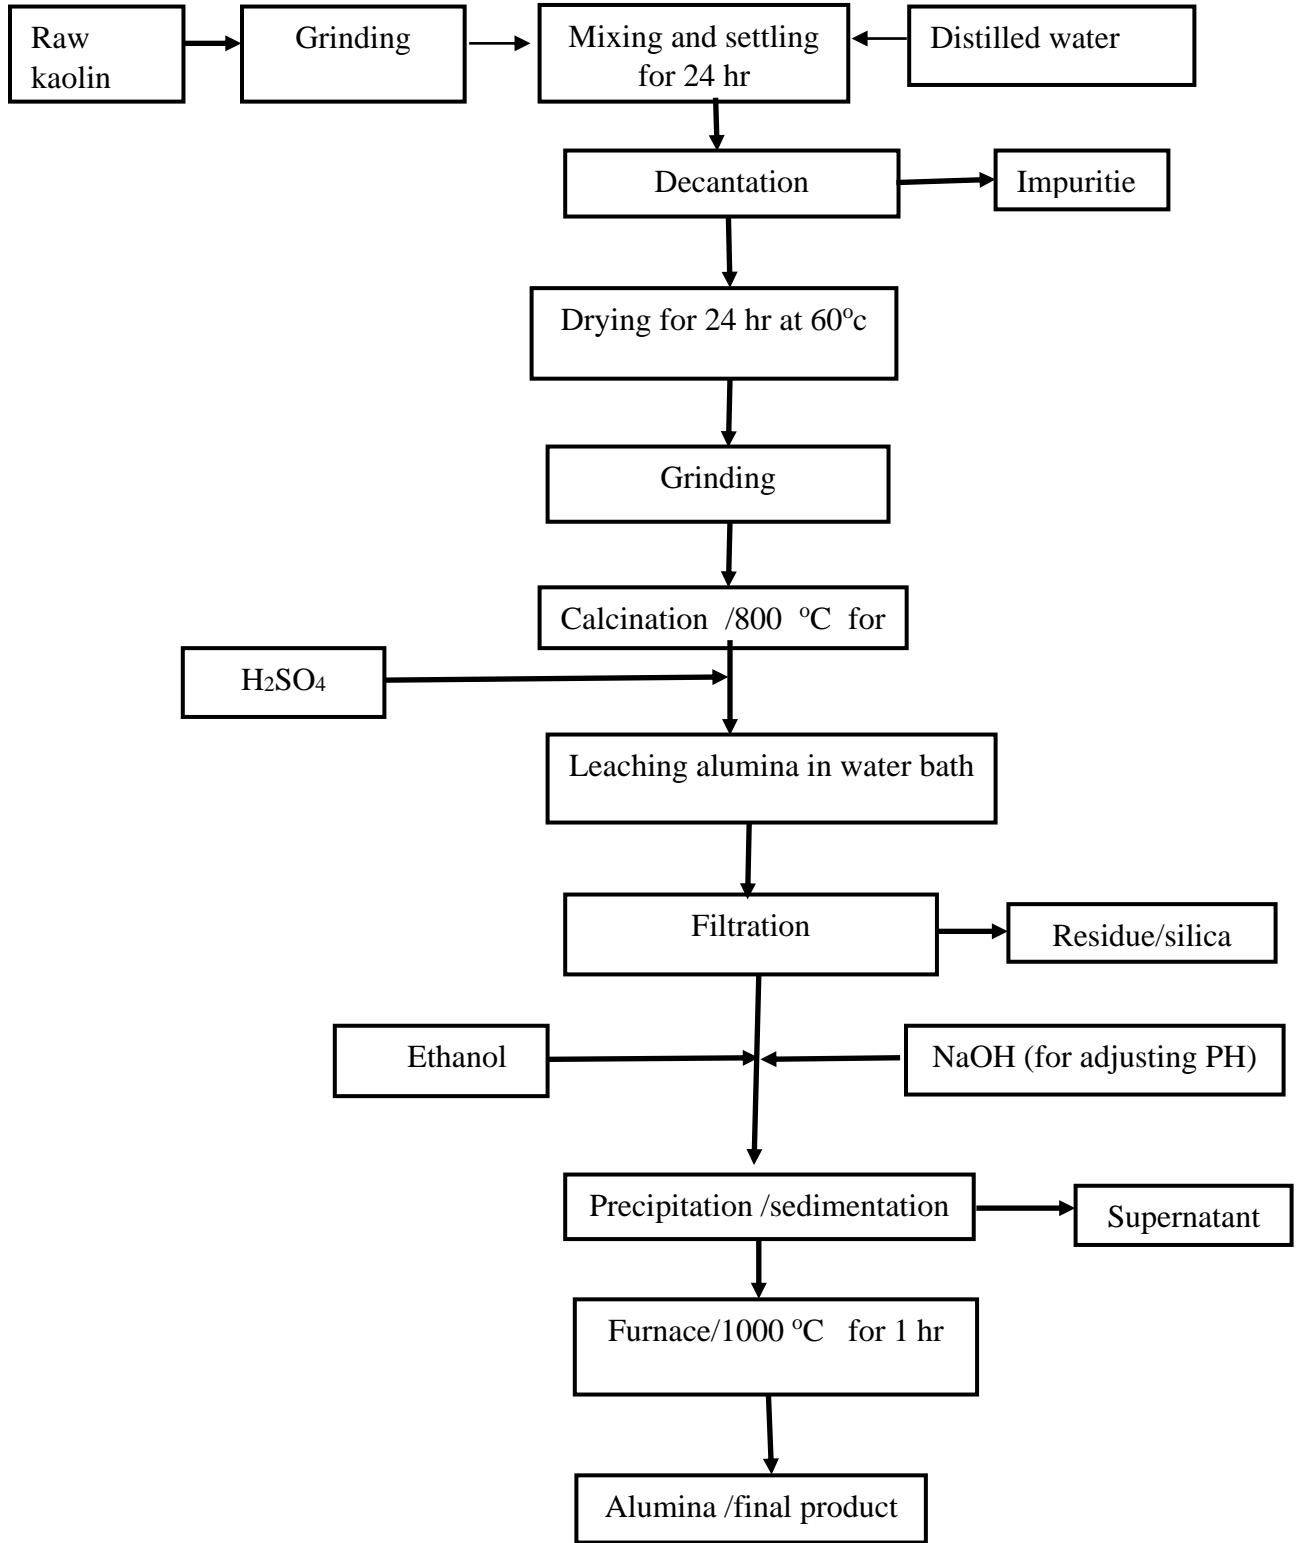 Raw
kaolin
Grinding
Mixing and settling
for 24 hr
Distilled water
Decantation
Impuritie
Drying for 24 hr at 60ᵒc
Grinding
Calcination /800 ᵒC for
H₂SO₄
Leaching alumina in water bath
Filtration
Residue/silica
Ethanol
NaOH (for adjusting PH)
Precipitation /sedimentation
Supernatant
Furnace/1000 ᵒC for 1 hr
Alumina /final product